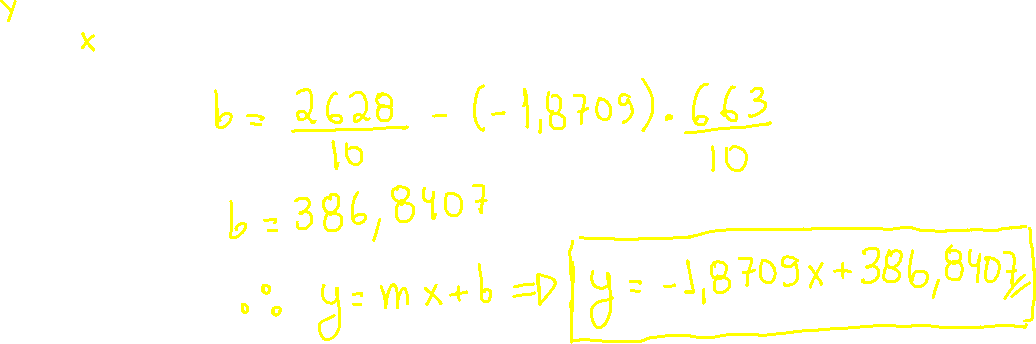 y
x
b = 2628/10 - (-1,8709) . 663/10
b = 386,8407
∴ y = mx + b ⇒ y = -1,8709x + 386,8407